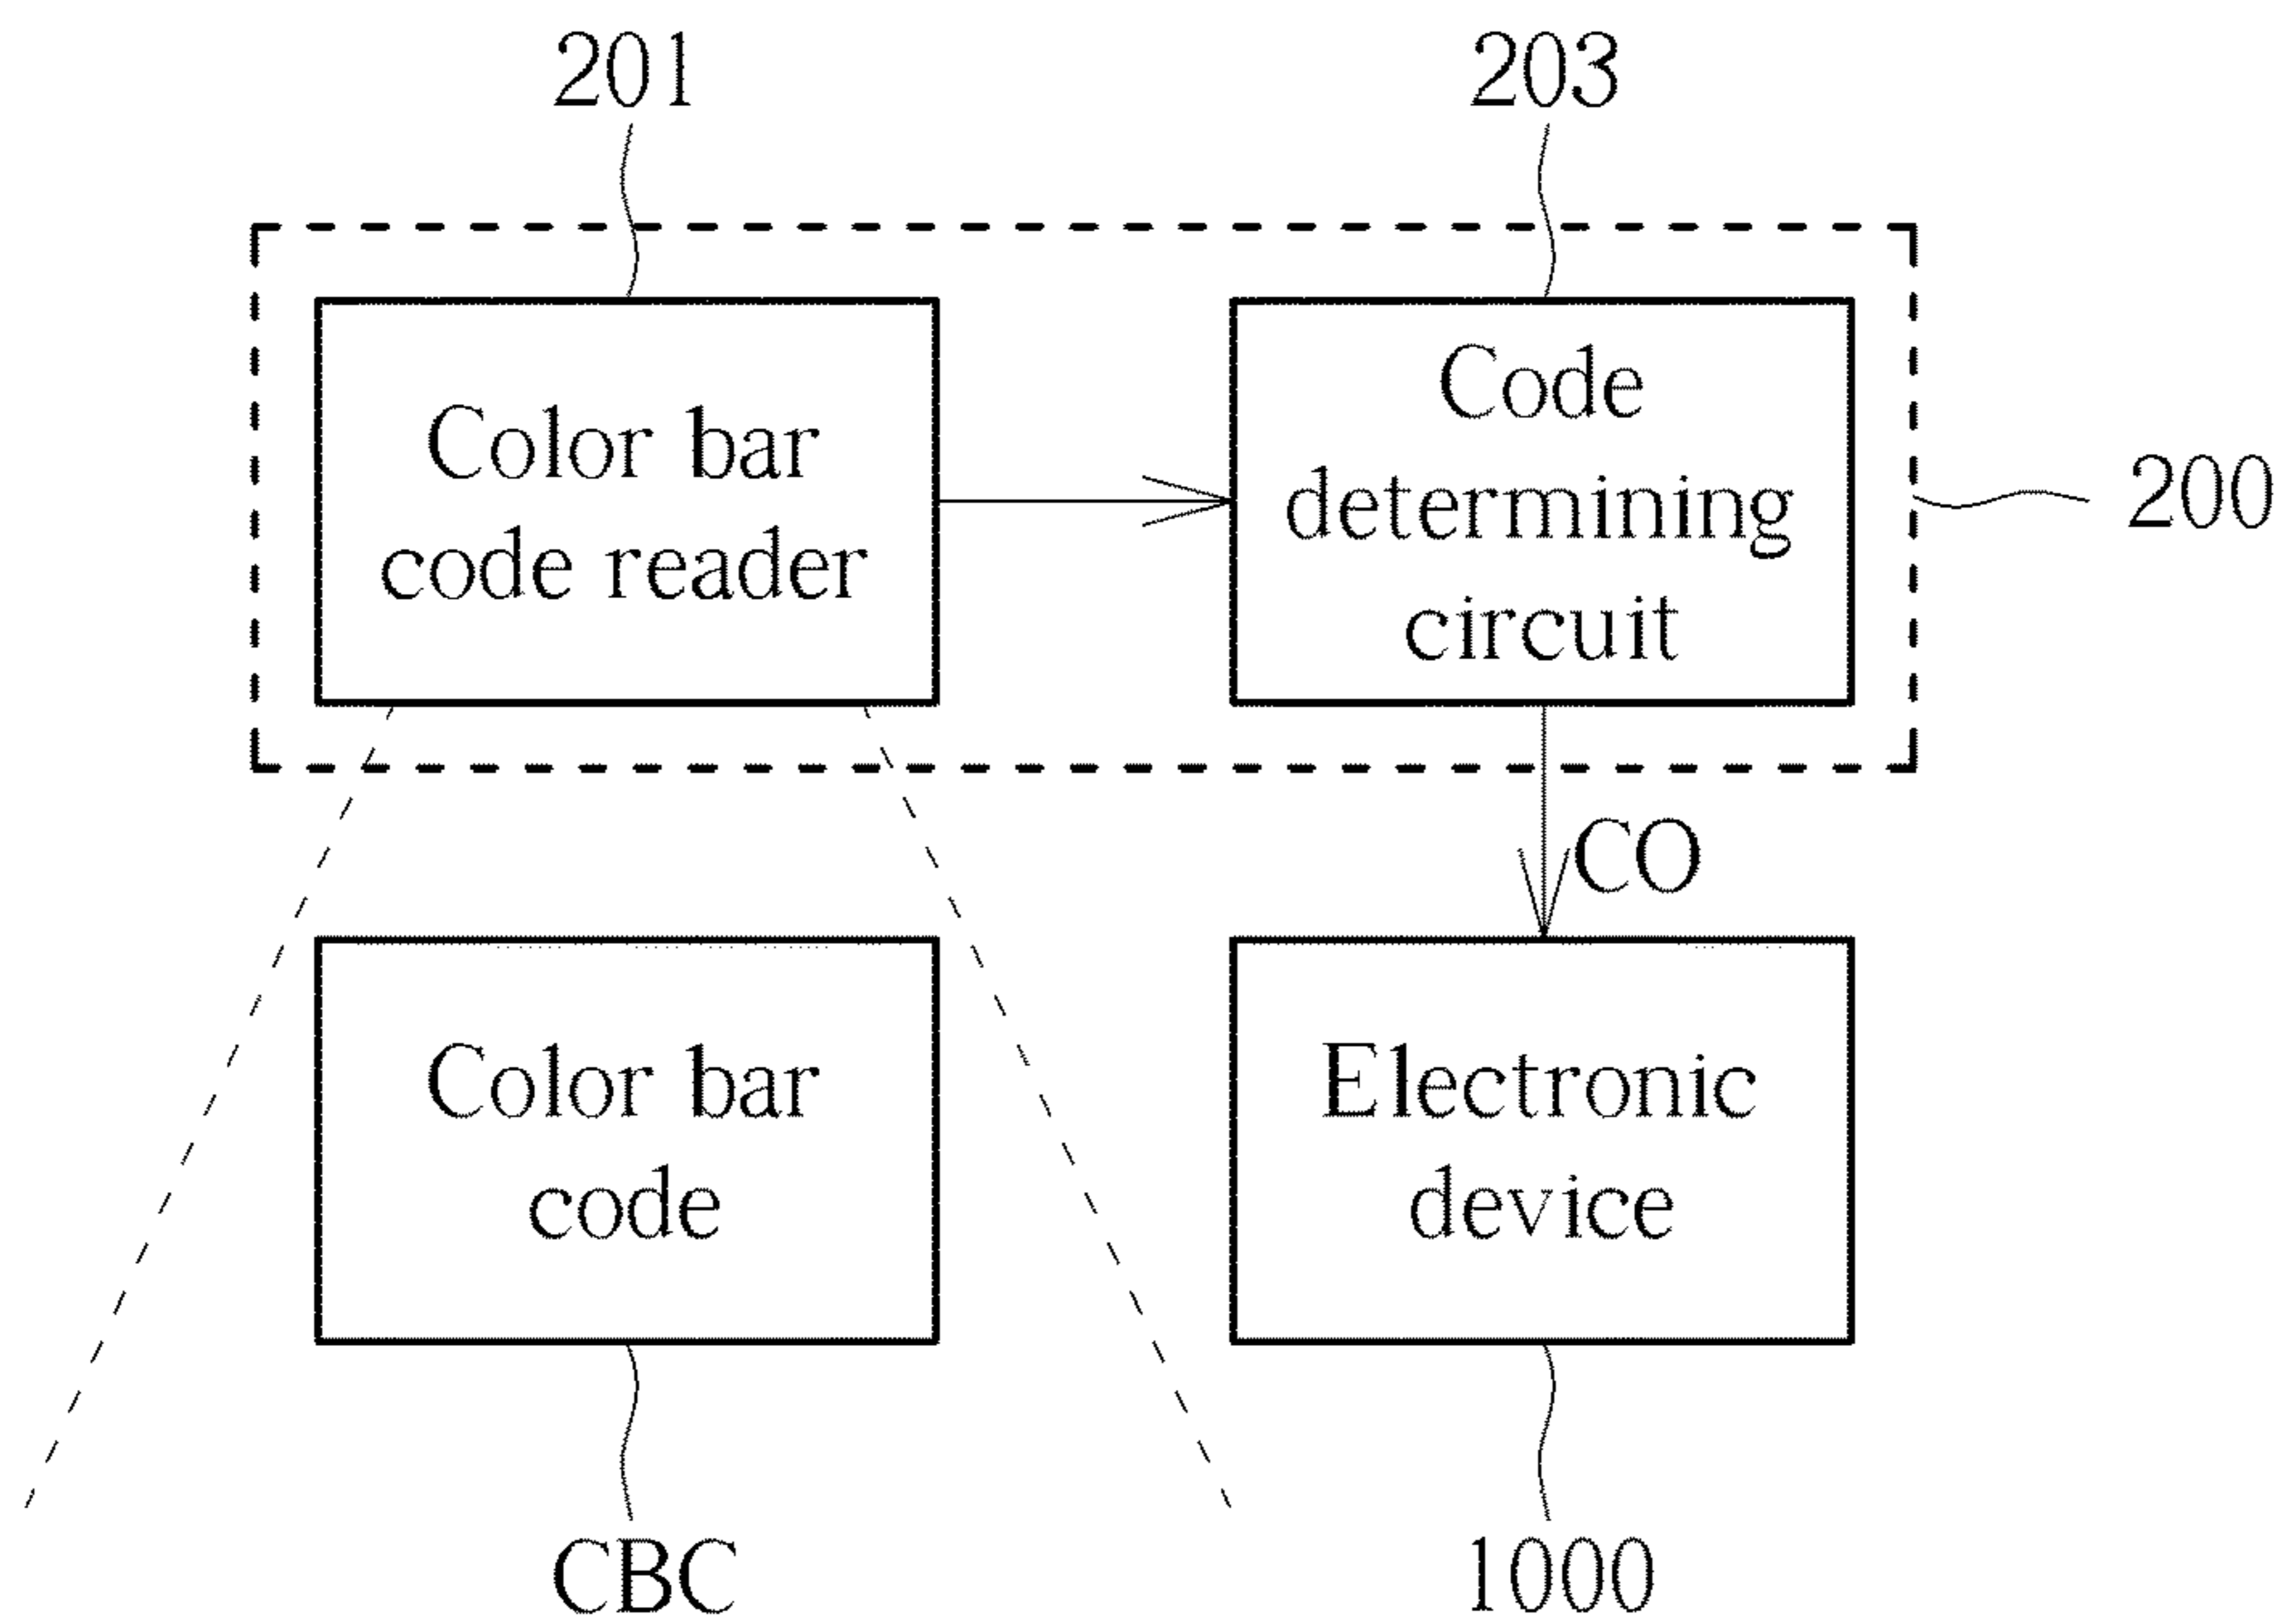 201
203
Color bar
code reader
Code
determining
circuit
200
CO
Color bar
code
Electronic
device
CBC
1000